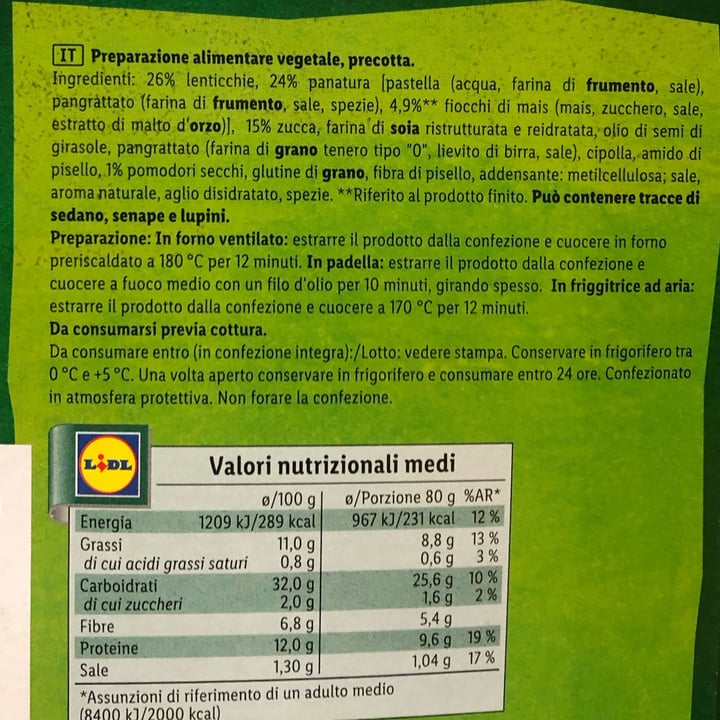 IT Preparazione alimentare vegetale, precotta.
Ingredienti: 26% lenticchie, 24% panatura [pastella (acqua, farina di frumento, sale),
pangrattato (farina di frumento, sale, spezie), 4,9%** fiocchi di mais (mais, zucchero, sale,
estratto di malto d'orzo)], 15% zucca, farina di soia ristrutturata e reidratata, olio di semi di
girasole, pangrattato (farina di grano tenero tipo "0", lievito di birra, sale), cipolla, amido di
pisello, 1% pomodori secchi, glutine di grano, fibra di pisello, addensante: metilcellulosa; sale,
aroma naturale, aglio disidratato, spezie. **Riferito al prodotto finito. Può contenere tracce di
sedano, senape e lupini.
Preparazione: In forno ventilato: estrarre il prodotto dalla confezione e cuocere in forno
preriscaldato a 180 °C per 12 minuti. In padella: estrarre il prodotto dalla confezione e
cuocere a fuoco medio con un filo d'olio per 10 minuti, girando spesso. In friggitrice ad aria:
estrarre il prodotto dalla confezione e cuocere a 170 °C per 12 minuti.
Da consumarsi previa cottura.
Da consumare entro (in confezione integra):/Lotto: vedere stampa. Conservare in frigorifero tra
0 °C e +5 °C. Una volta aperto conservare in frigorifero e consumare entro 24 ore. Confezionato
in atmosfera protettiva. Non forare la confezione.
LIDL
Valori nutrizionali medi
ø/100 g ø/Porzione 80 g %AR*
Energia 1209 kJ/289 kcal 967 kJ/231 kcal 12 %
Grassi 11,0 g 8,8 g 13 %
di cui acidi grassi saturi 0,8 g 0,6 g 3 %
Carboidrati 32,0 g 25,6 g 10 %
di cui zuccheri 2,0 g 1,6 g 2 %
Fibre 6,8 g 5,4 g
Proteine 12,0 g 9,6 g 19 %
Sale 1,30 g 1,04 g 17 %
*Assunzioni di riferimento di un adulto medio
(8400 kJ/2000 kcal)